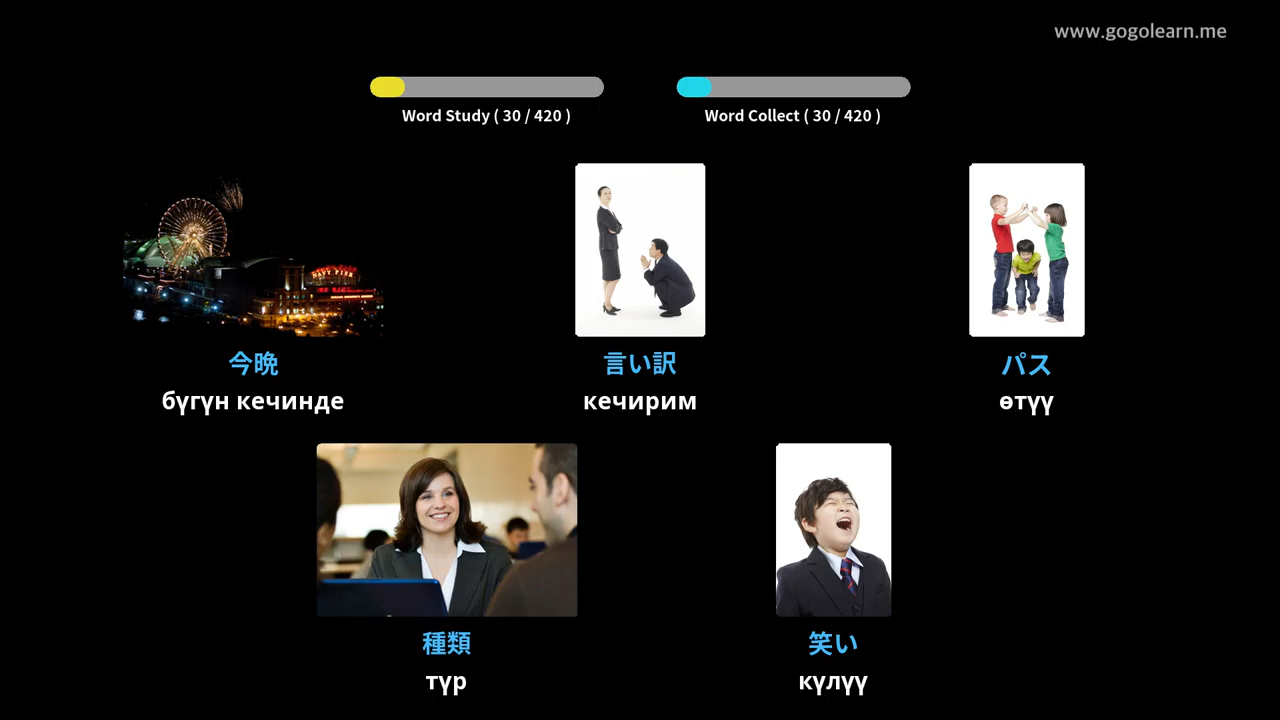 www.gogolearn.me
Word Study ( 30 / 420 )
Word Collect ( 30 / 420 )
今晩
言い訳
パス
бүгүн кечинде
кечирим
өтүү
種類
笑い
түр
күлүү